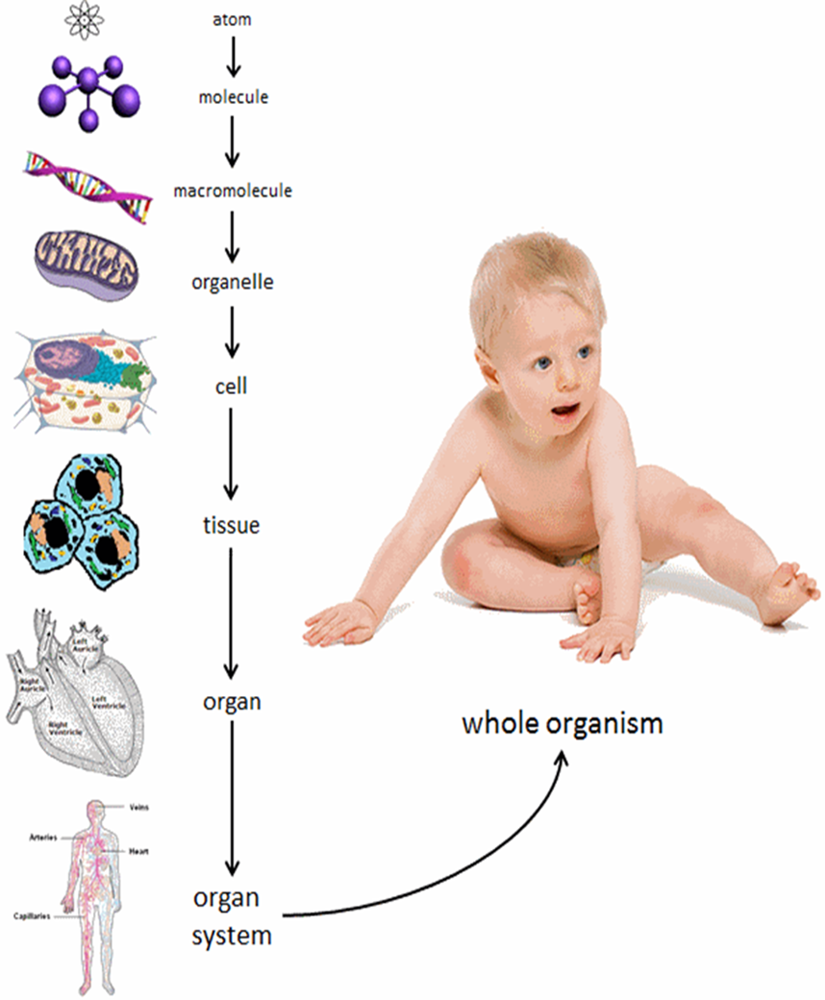 atom
molecule
macromolecule
organelle
cell
tissue
Left
Auricle
Right
Auricle
Left
Ventricle
Right
Ventricle
organ
whole organism
Veins
Arteries
Heart
Capillaries
organ
system